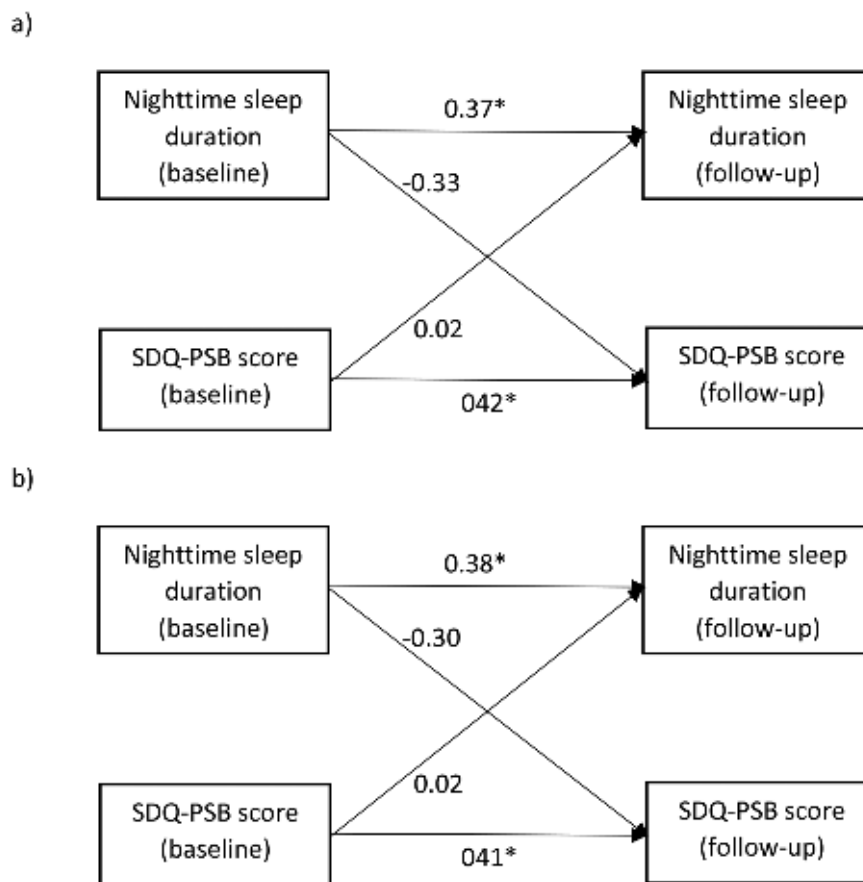 a)
Nighttime sleep
duration
(baseline)
0.37*
Nighttime sleep
duration
(follow-up)
-0.33
0.02
SDQ-PSB score
(baseline)
042*
SDQ-PSB score
(follow-up)
b)
Nighttime sleep
duration
(baseline)
0.38*
Nighttime sleep
duration
(follow-up)
-0.30
0.02
SDQ-PSB score
(baseline)
041*
SDQ-PSB score
(follow-up)